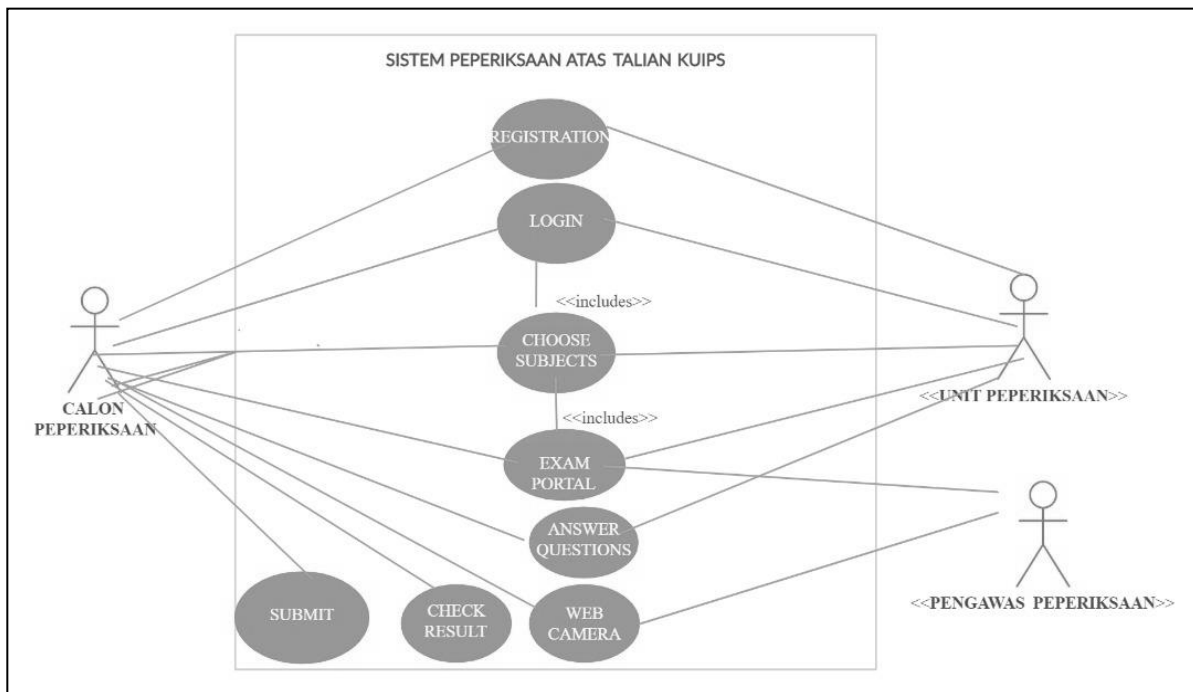 SISTEM PEPERIKSAAN ATAS TALIAN KUIPS
REGISTRATION
LOGIN
<<includes>>
CHOOSE
SUBJECTS
CALON
PEPERIKSAAN
<<UNIT PEPERIKSAAN>>
<<includes>>
EXAM
PORTAL
ANSWER
QUESTIONS
SUBMIT
CHECK
RESULT
WEB
CAMERA
<<PENGAWAS PEPERIKSAAN>>